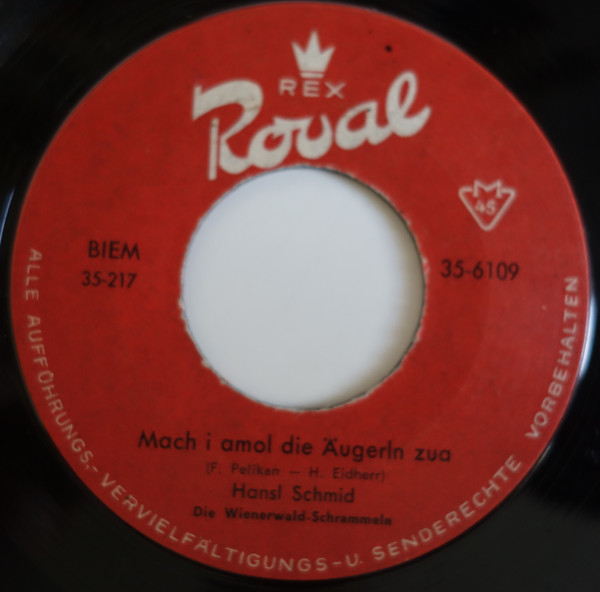 REX
Royal
45
BIEM
35-217
35-6109
Mach i amol die Äugerln zua
(F. Pelikan — H. Eidherr)
Hansl Schmid
Die Wienerwald-Schrammeln
ALLE AUFFÜHRUNGS,- VERVIELFÄLTIGUNGS- U. SENDERECHTE VORBEHALTEN